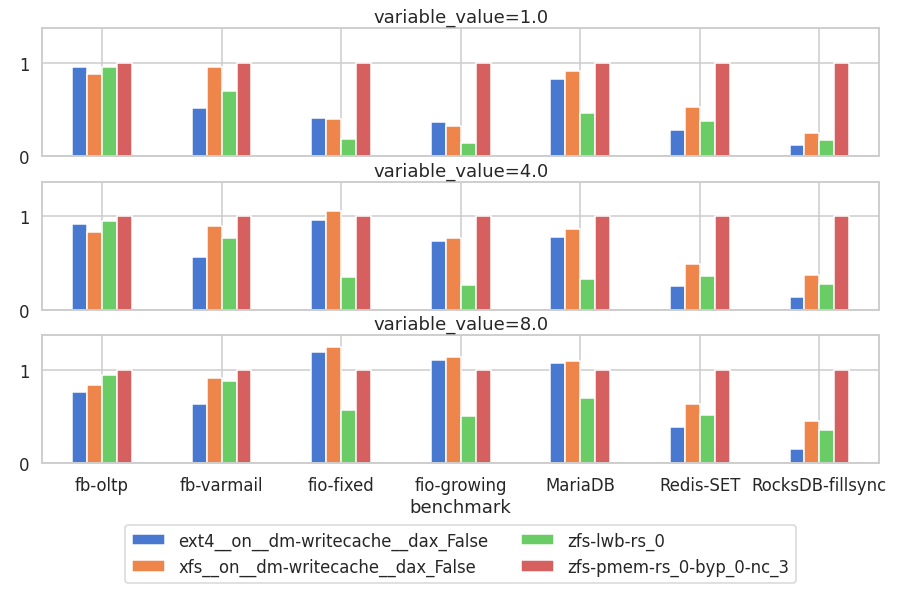 variable_value=1.0
1
0
variable_value=4.0
1
0
variable_value=8.0
1
0
fb-oltp fb-varmail fio-fixed fio-growing MariaDB Redis-SET RocksDB-fillsync
benchmark
ext4__on__dm-writecache__dax_False zfs-lwb-rs_0
xfs__on__dm-writecache__dax_False zfs-pmem-rs_0-byp_0-nc_3